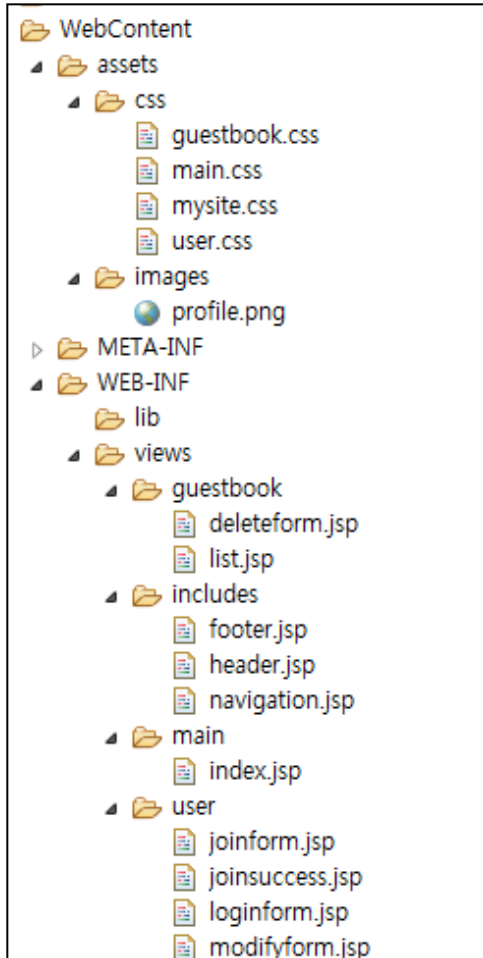 WebContent
assets
css
guestbook.css
main.css
mysite.css
user.css
images
profile.png
META-INF
WEB-INF
lib
views
guestbook
deleteform.jsp
list.jsp
includes
footer.jsp
header.jsp
navigation.jsp
main
index.jsp
user
joinform.jsp
joinsuccess.jsp
loginform.jsp
modifyform.jsp